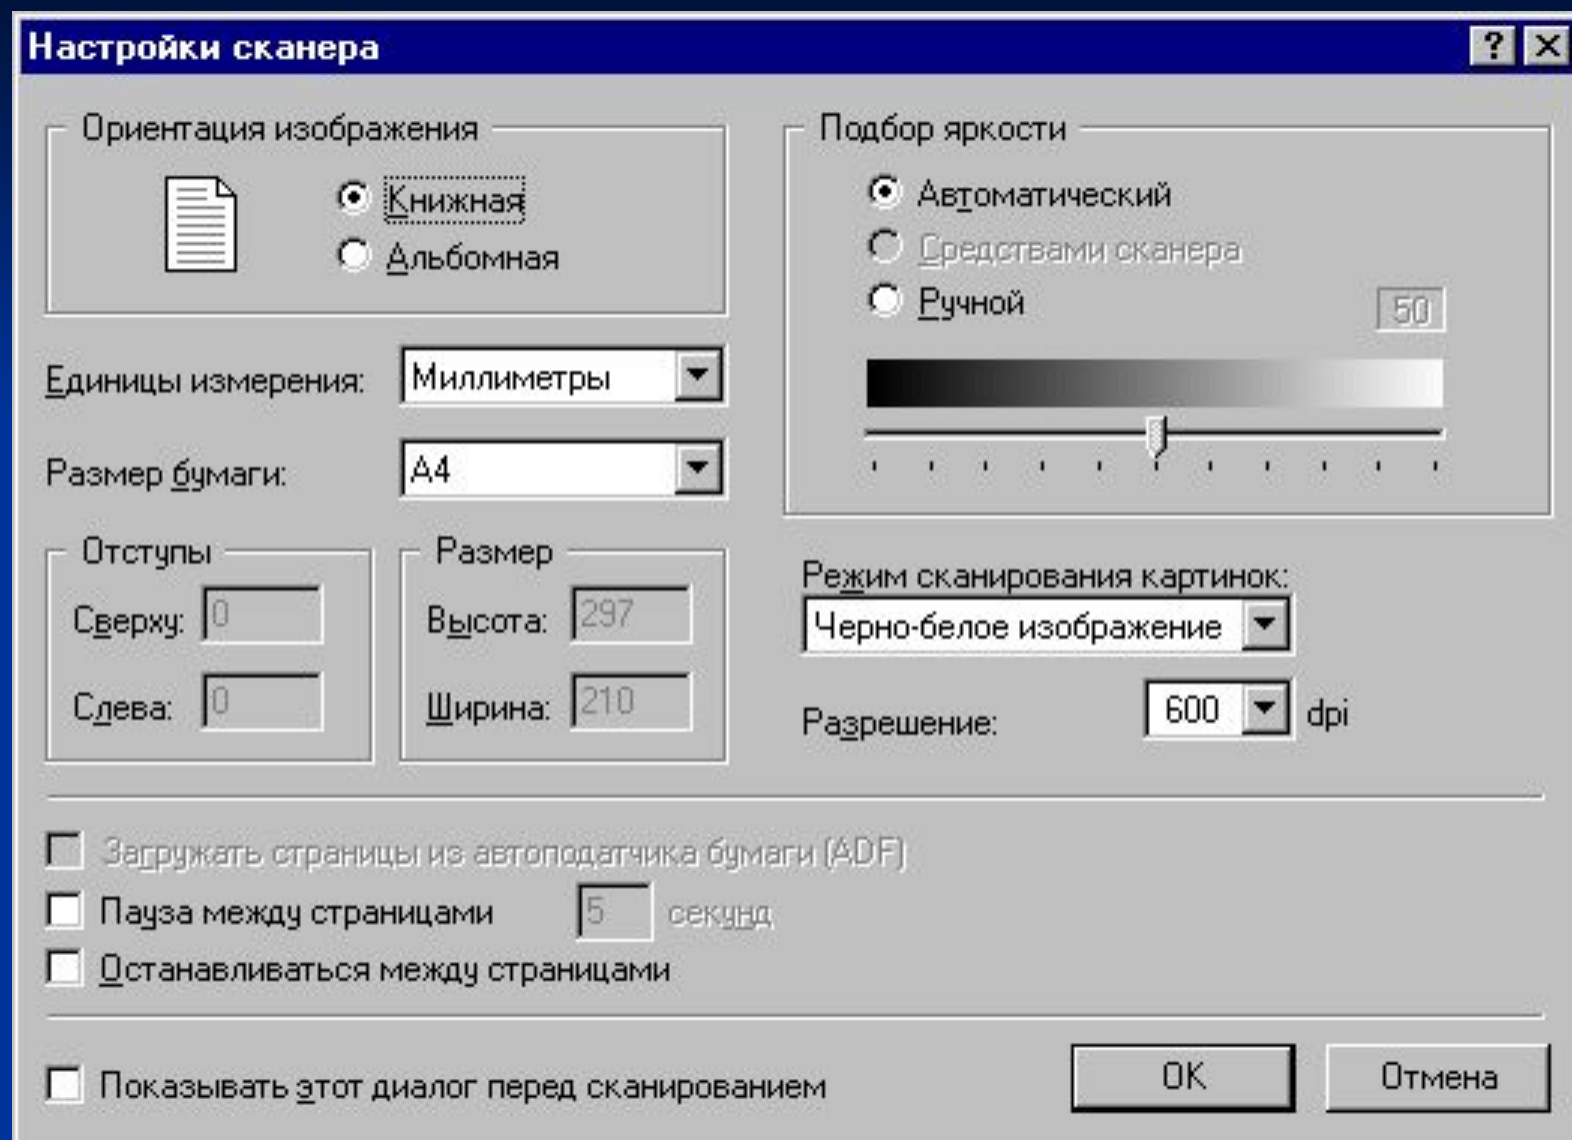 Настройки сканера
Ориентация изображения
Книжная
Альбомная
Единицы измерения: Миллиметры
Размер бумаги: A4
Отступы
Сверху: 0
Слева: 0
Размер
Высота: 297
Ширина: 210
Подбор яркости
Автоматический
Средствами сканера
Ручной 50
Режим сканирования картинок:
Черно-белое изображение
Разрешение: 600 dpi
Загружать страницы из автоподатчика бумаги (ADF)
Пауза между страницами 5 секунд
Останавливаться между страницами
Показывать этот диалог перед сканированием
OK Отмена